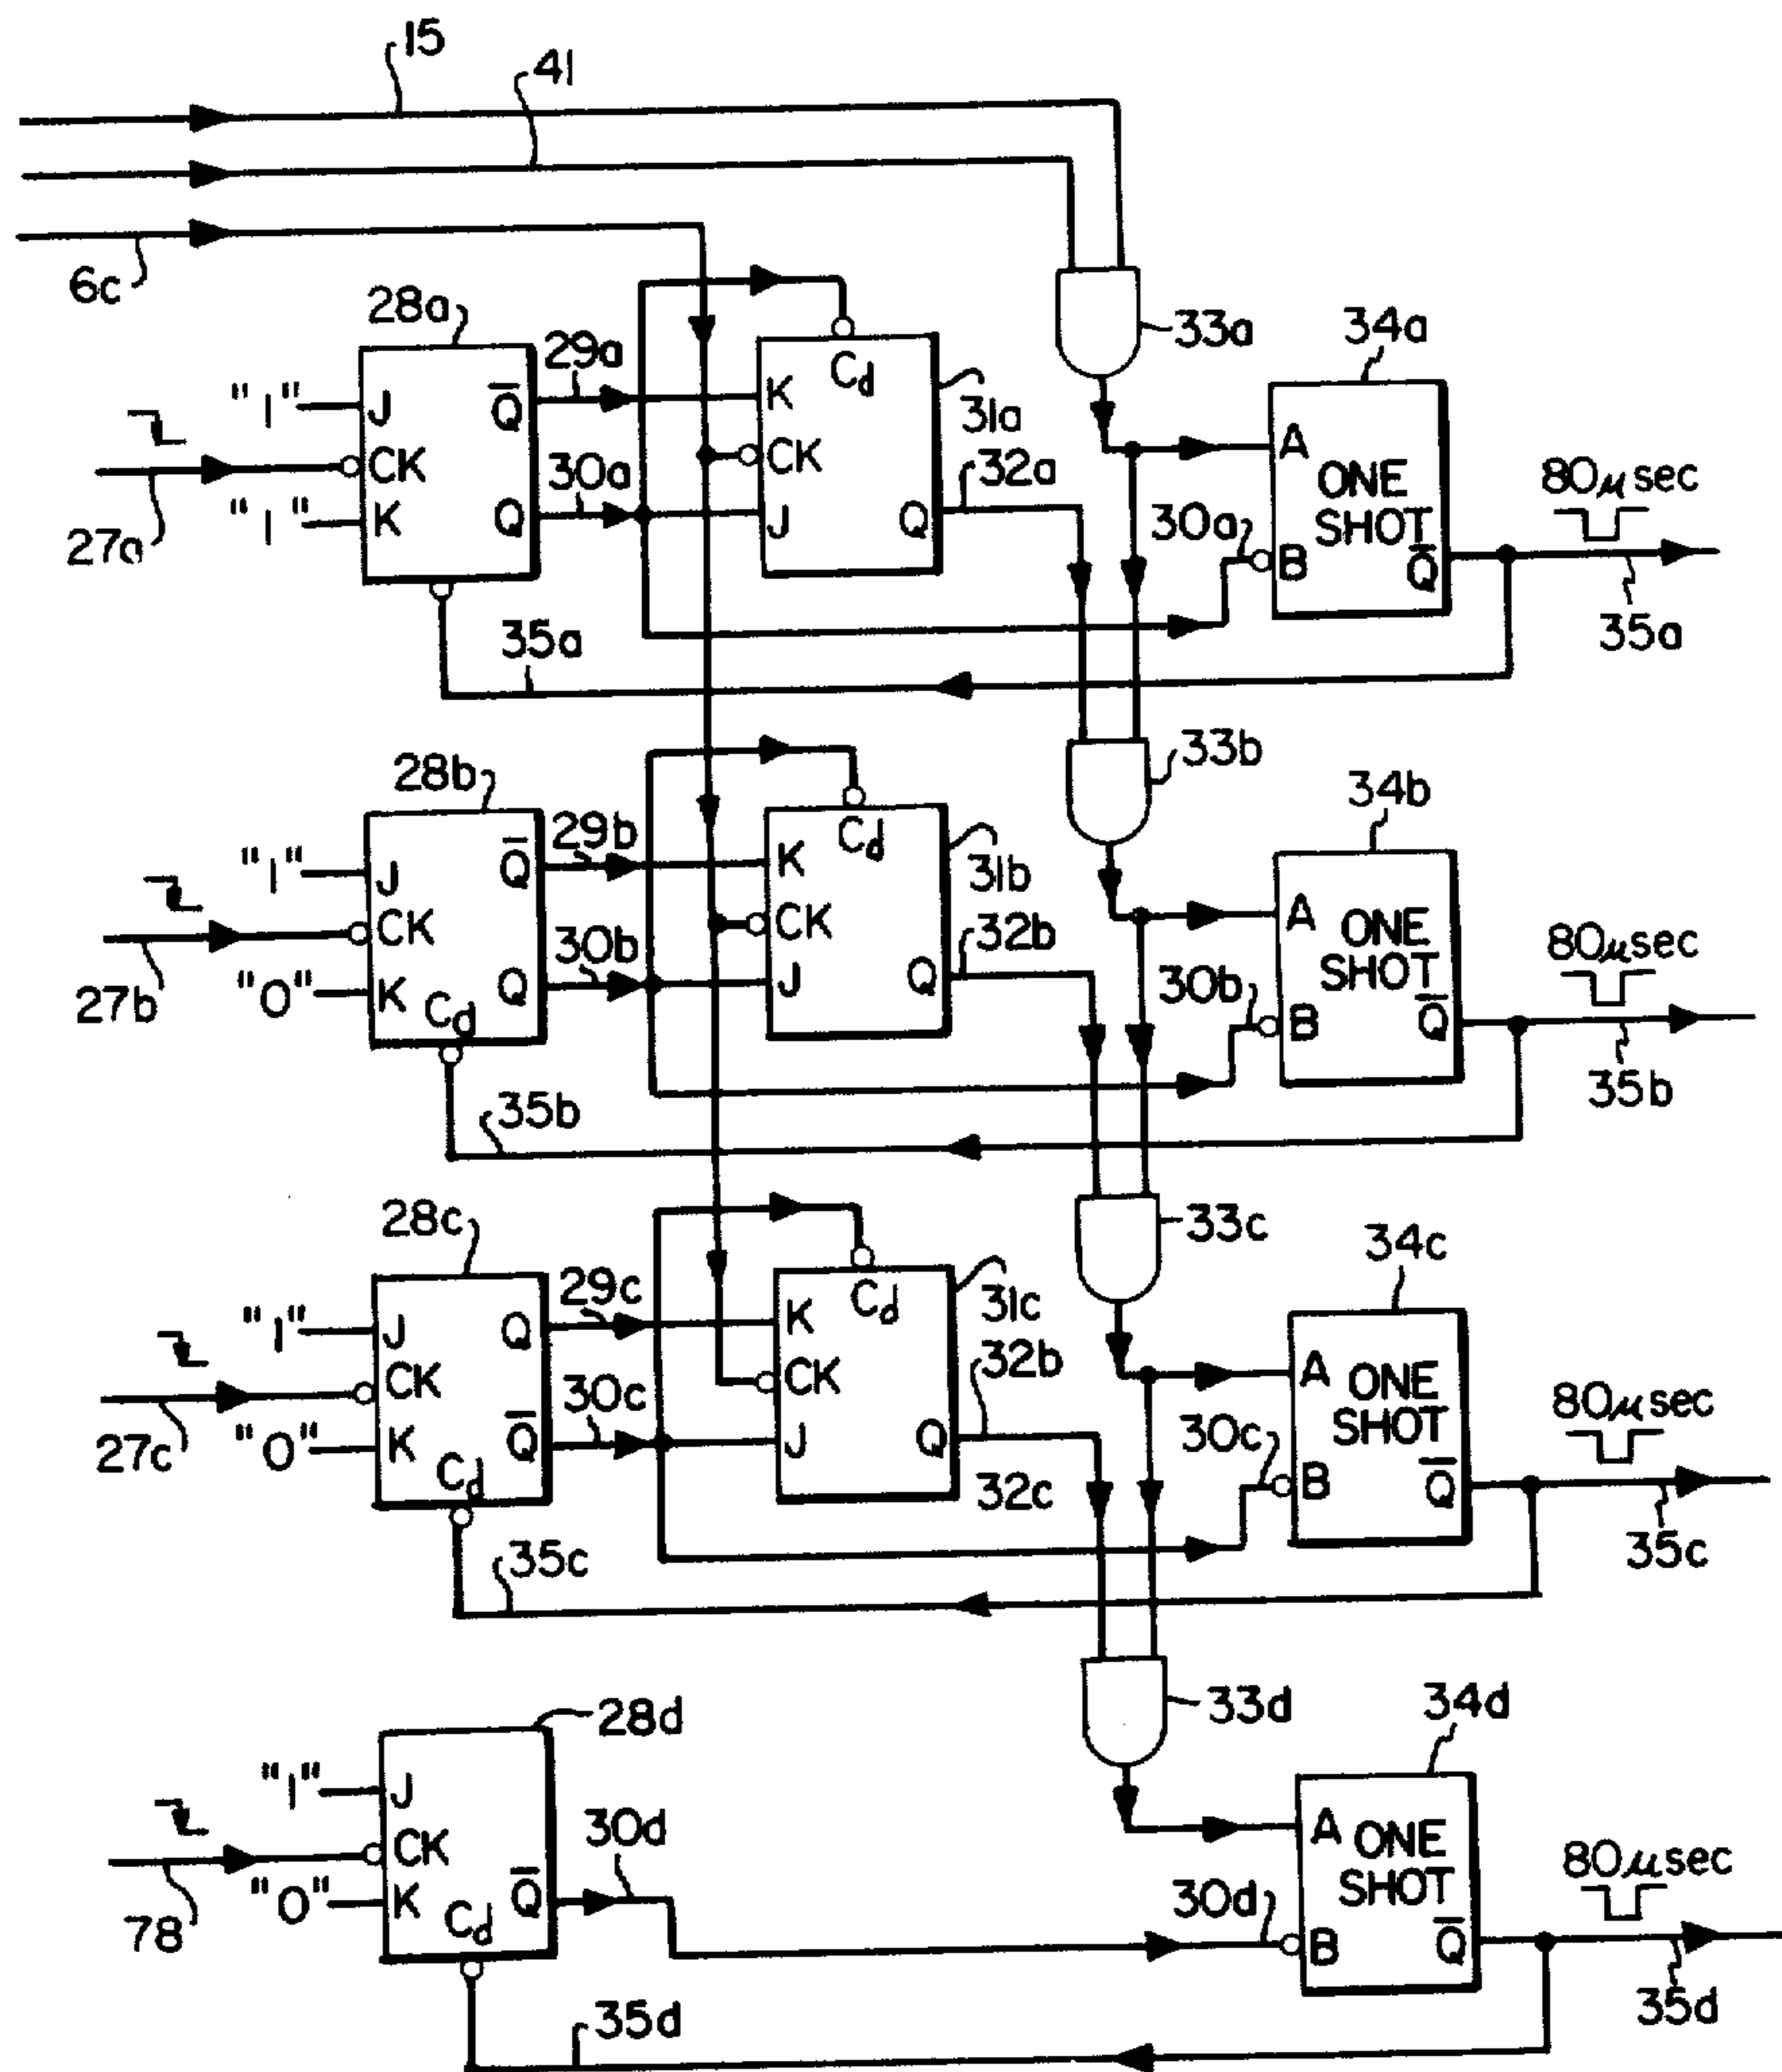 15
41
6c
28a
29a
"1"
J
Q̅
27a
CK
"1"
K
30a
Q
K
Cd
CK
J
Q
31a
32a
33a
34a
A
ONE
SHOT
30a
B
Q̅
80μsec
35a
35a
28b
29b
"1"
J
Q̅
27b
CK
"0"
K
Cd
30b
Q
K
Cd
CK
J
Q
31b
32b
33b
34b
A
ONE
SHOT
30b
B
Q̅
80μsec
35b
35b
28c
29c
"1"
J
Q
27c
CK
"0"
K
Cd
30c
Q̅
K
Cd
CK
J
Q
31c
32b
32c
33c
34c
A
ONE
SHOT
30c
B
Q̅
80μsec
35c
35c
28d
"1"
J
78
CK
"0"
K
Cd
Q̅
30d
33d
34d
A
ONE
SHOT
30d
B
Q̅
80μsec
35d
35d